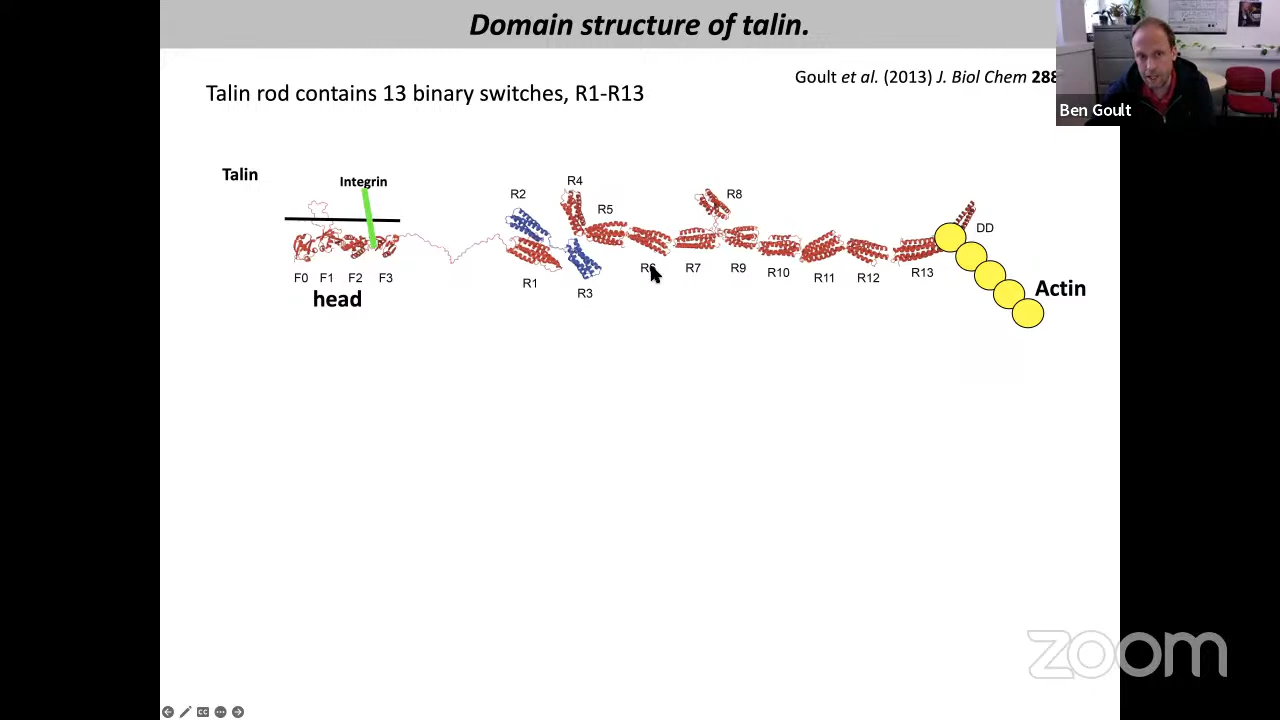 Domain structure of talin.
Goult et al. (2013) J. Biol Chem 288
Ben Goult
Talin rod contains 13 binary switches, R1-R13
Talin
Integrin
R2
R4
R5
R8
DD
F0 F1 F2 F3
head
R1
R3
R6
R7
R9
R10
R11
R12
R13
Actin
zoom
CC